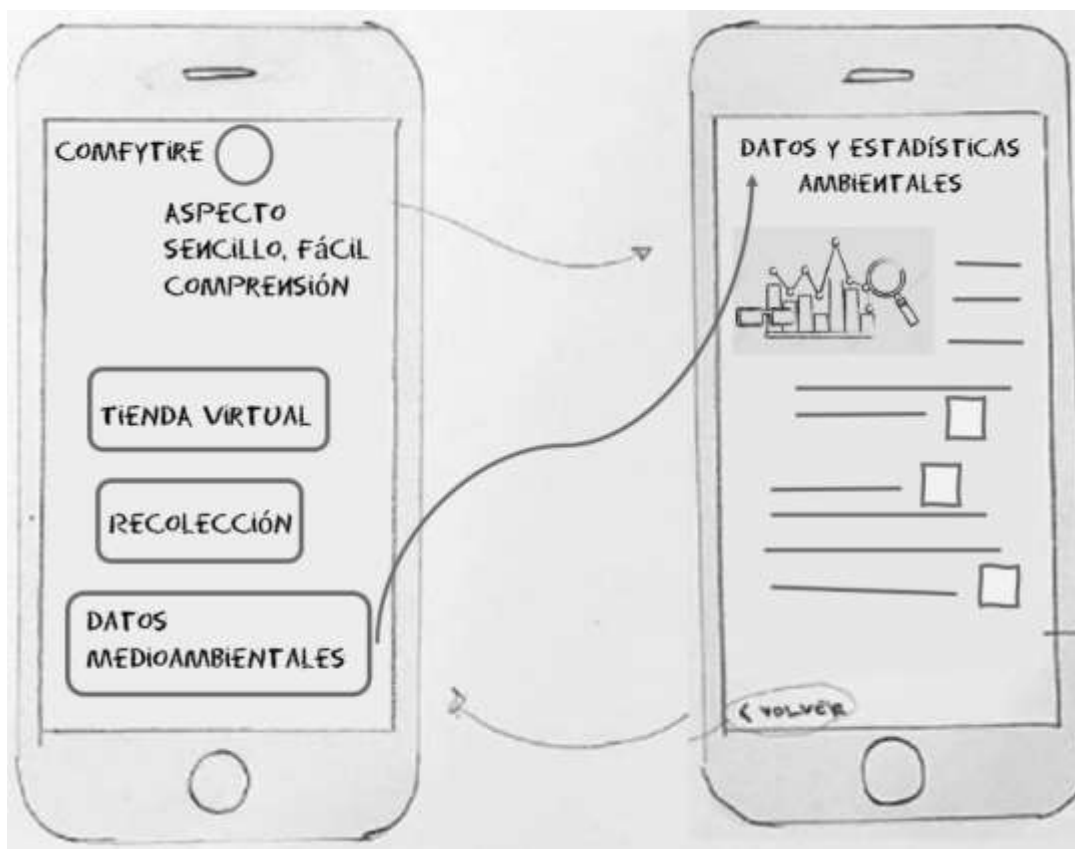 COMFYTIRE
ASPECTO
SENCILLO, FÁCIL
COMPRENSIÓN
TIENDA VIRTUAL
RECOLECCIÓN
DATOS
MEDIOAMBIENTALES
DATOS Y ESTADÍSTICAS
AMBIENTALES
< VOLVER